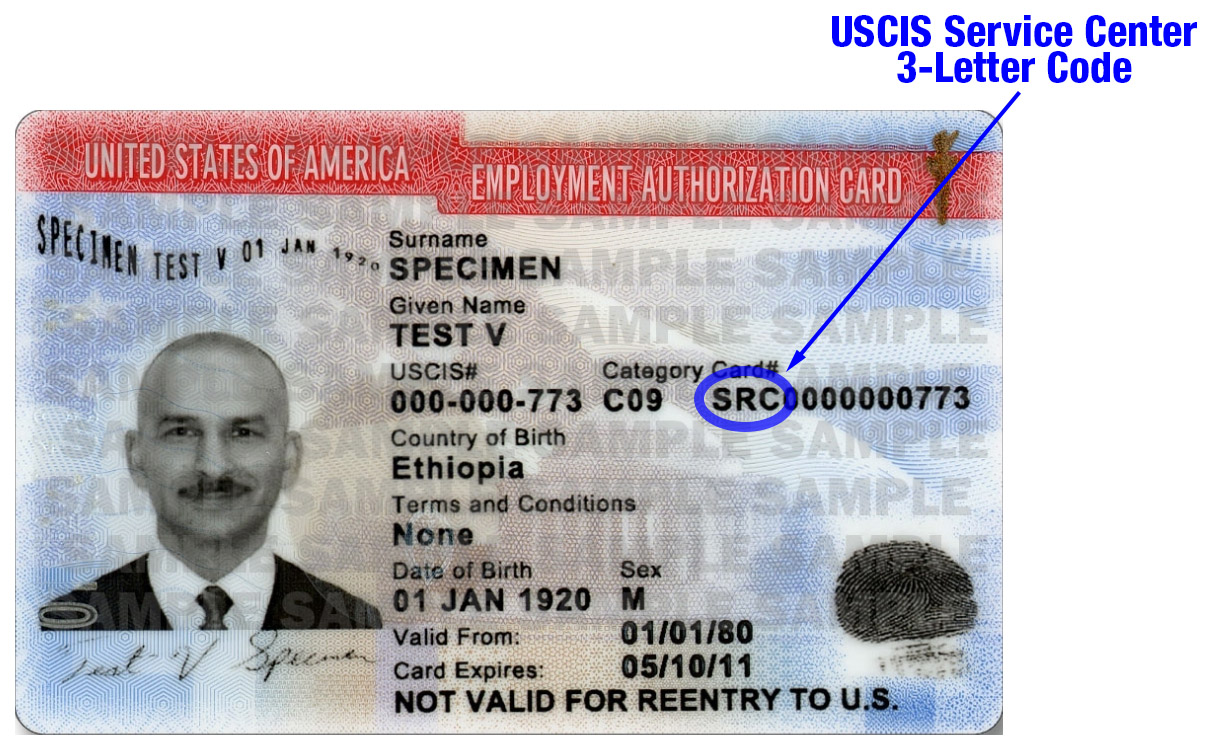 USCIS Service Center
3-Letter Code
UNITED STATES OF AMERICA
EMPLOYMENT AUTHORIZATION CARD
SPECIMEN TEST V 01 JAN 1920
Surname
SPECIMEN
Given Name
TEST V
USCIS# Category Card#
000-000-773 C09 SRC0000000773
Country of Birth
Ethiopia
Terms and Conditions
None
Date of Birth Sex
01 JAN 1920 M
Valid From: 01/01/80
Card Expires: 05/10/11
NOT VALID FOR REENTRY TO U.S.
Test V Specimen
SAMPLE SAMPLE SAMPLE SAMPLE